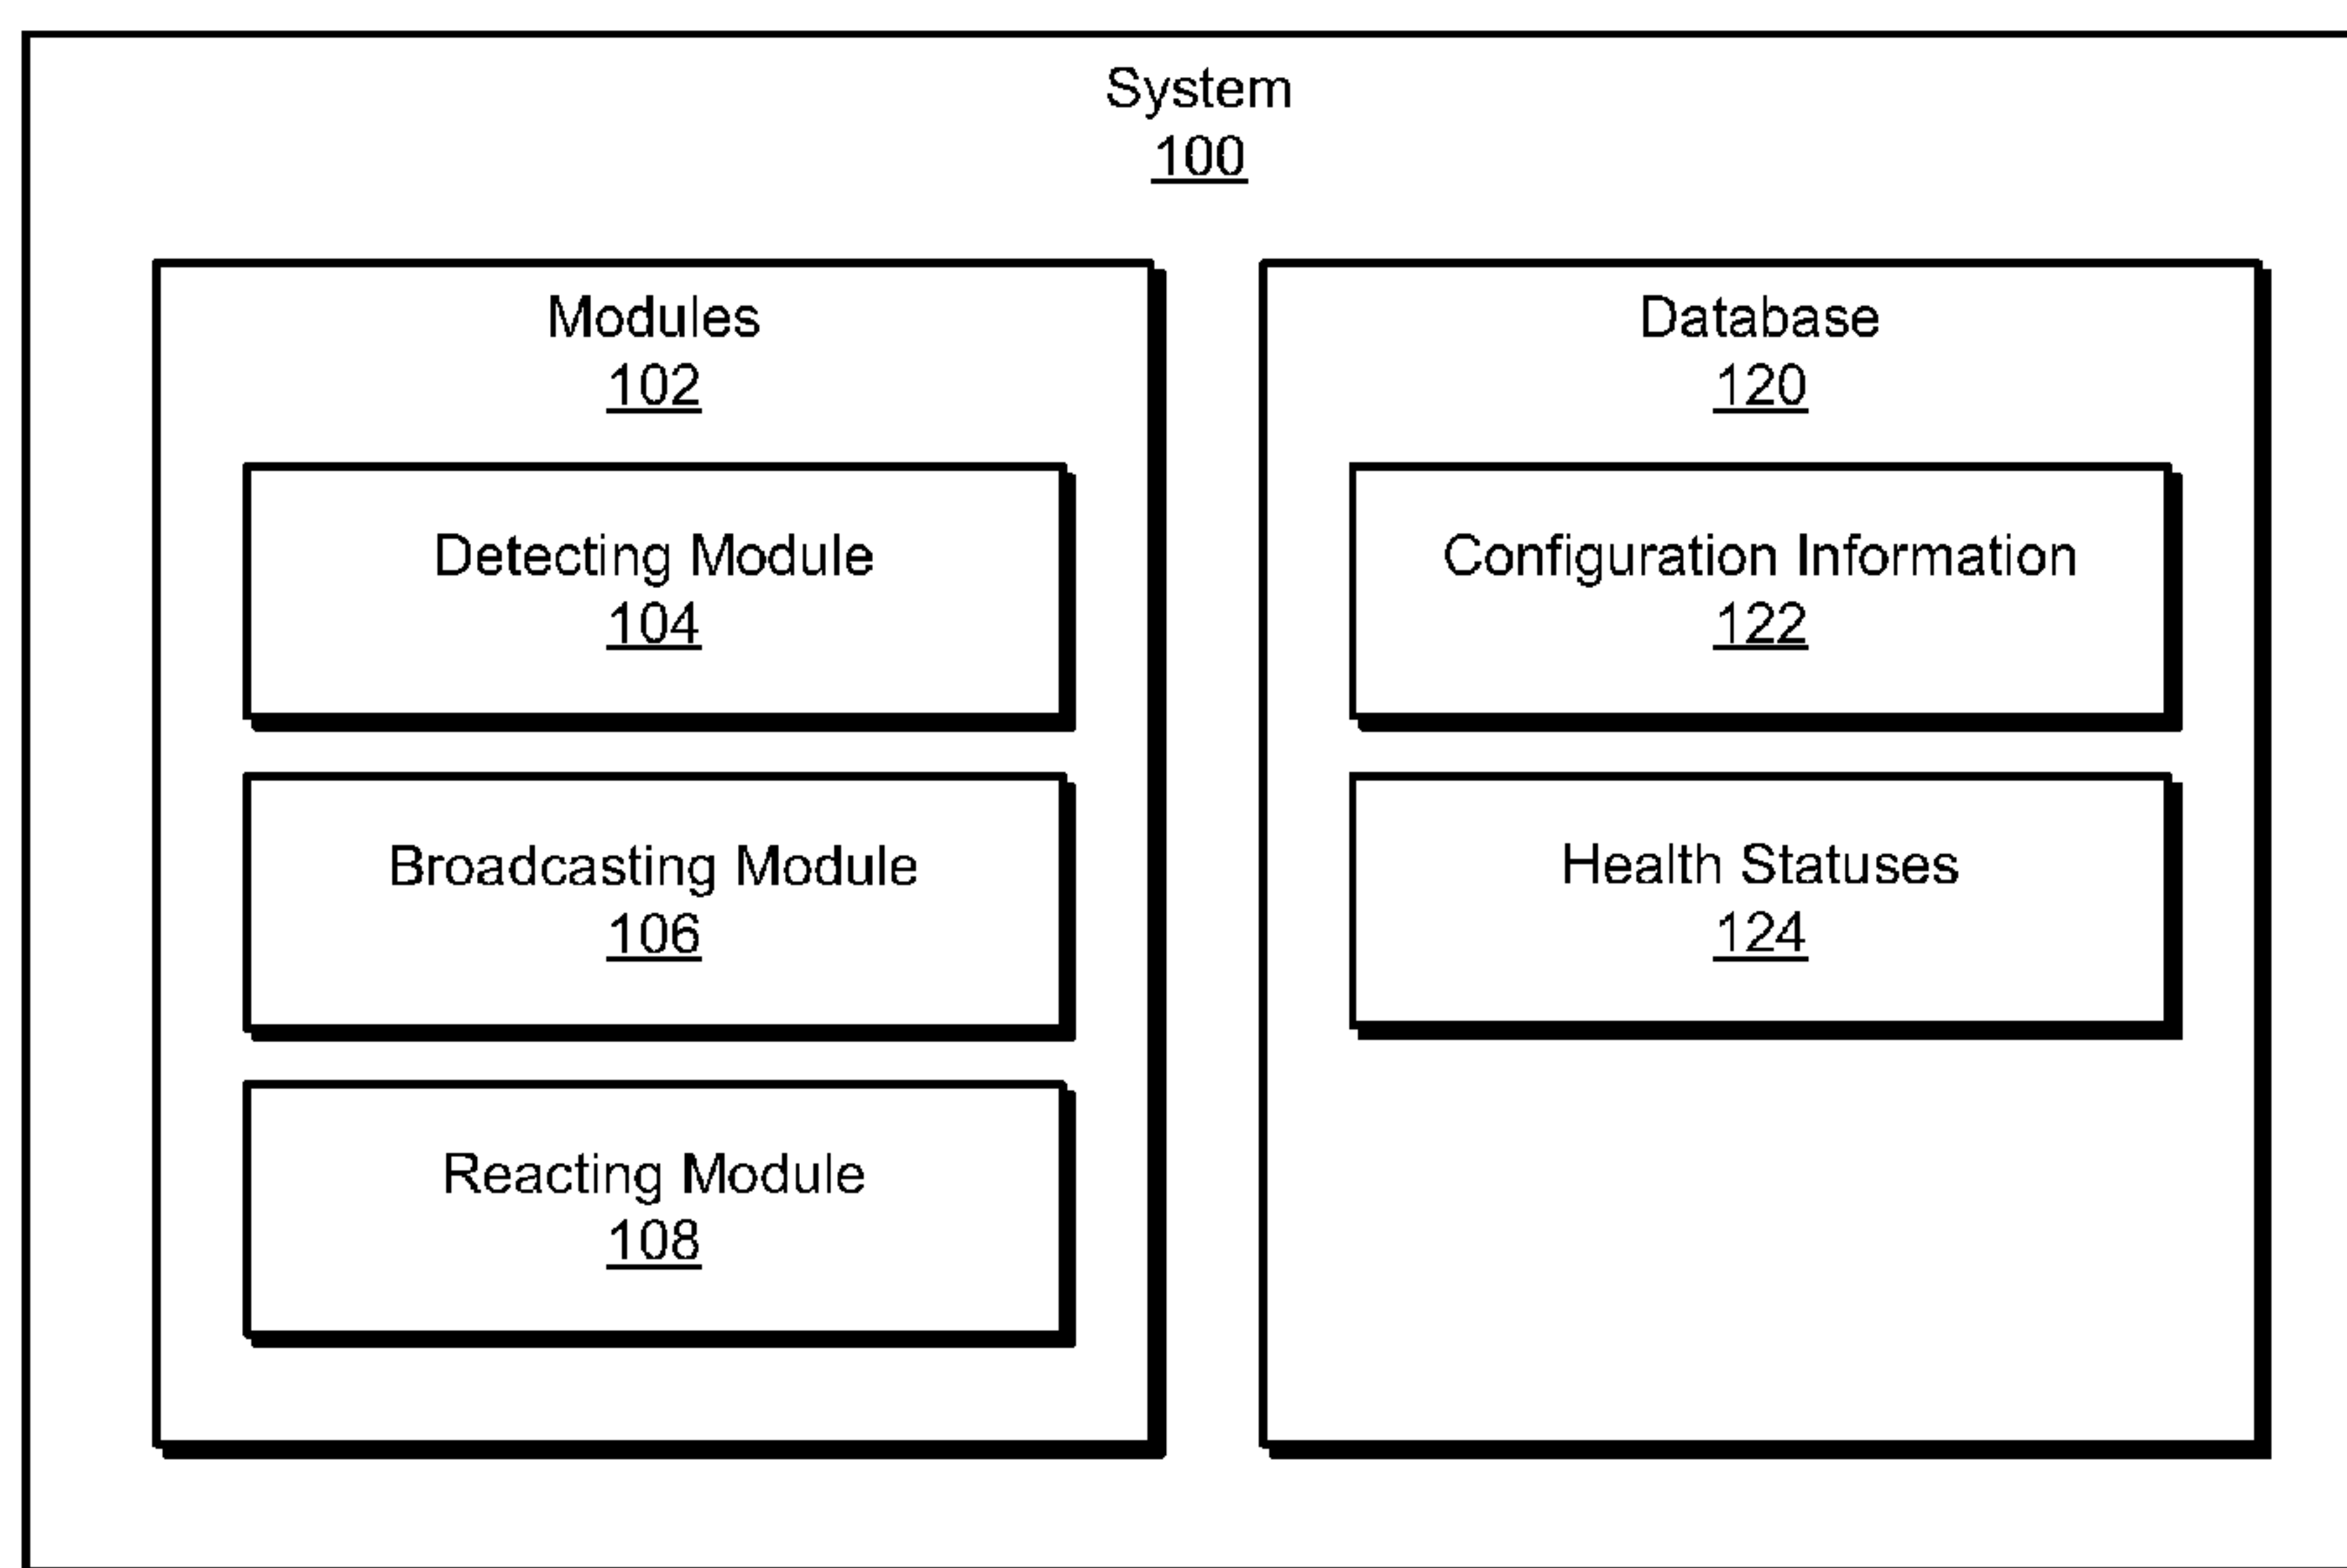 System
100
Modules
102
Detecting Module
104
Broadcasting Module
106
Reacting Module
108
Database
120
Configuration Information
122
Health Statuses
124